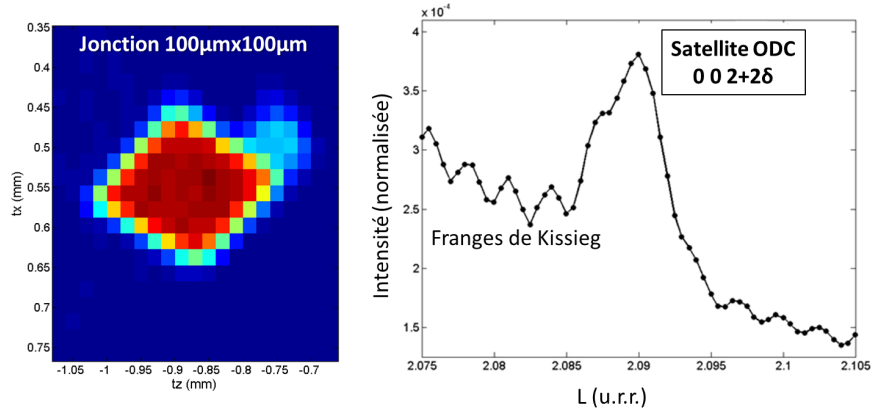 Jonction 100µmx100µm
0.35
0.4
0.45
0.5
0.55
0.6
0.65
0.7
0.75
tx (mm)
-1.05 -1 -0.95 -0.9 -0.85 -0.8 -0.75 -0.7
tz (mm)
x 10⁻⁴
4
3.5
3
2.5
2
1.5
Intensité (normalisée)
Satellite ODC
0 0 2+2δ
Franges de Kissieg
2.075 2.08 2.085 2.09 2.095 2.1 2.105
L (u.r.r.)